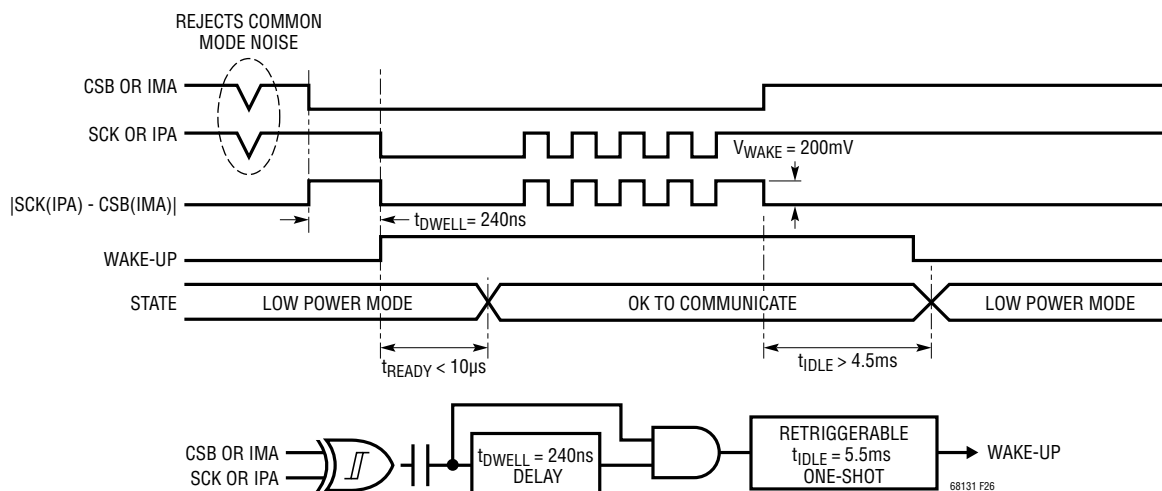 REJECTS COMMON
MODE NOISE
CSB OR IMA
SCK OR IPA
VWAKE = 200mV
|SCK(IPA) - CSB(IMA)|
tDWELL= 240ns
WAKE-UP
STATE
LOW POWER MODE
OK TO COMMUNICATE
LOW POWER MODE
tREADY < 10µs
tIDLE > 4.5ms
CSB OR IMA
SCK OR IPA
tDWELL = 240ns
DELAY
RETRIGGERABLE
tIDLE = 5.5ms
ONE-SHOT
WAKE-UP
68131 F26